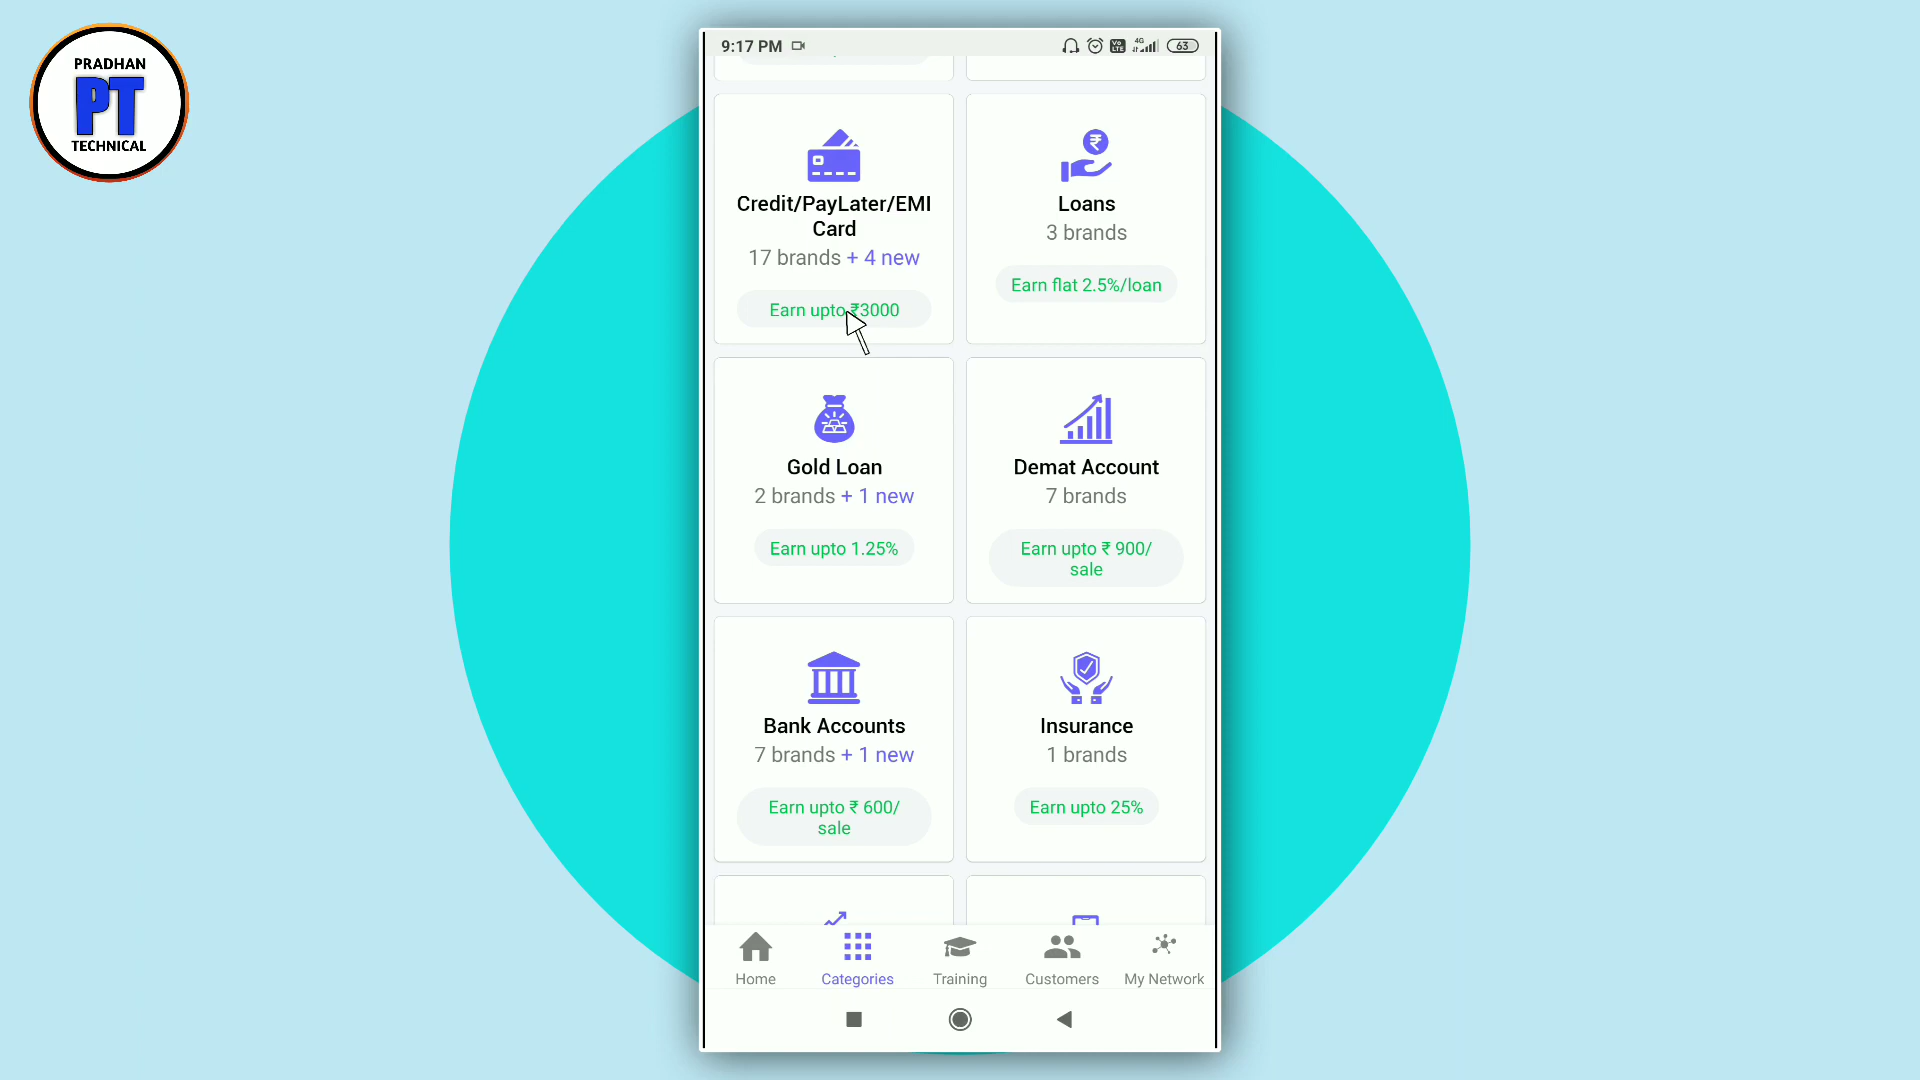 PRADHAN
PT
TECHNICAL
9:17 PM
Vo
LTE
4G
63
Credit/PayLater/EMI
Card
17 brands + 4 new
Earn upto ₹3000
Loans
3 brands
Earn flat 2.5%/loan
Gold Loan
2 brands + 1 new
Earn upto 1.25%
Demat Account
7 brands
Earn upto ₹ 900/
sale
Bank Accounts
7 brands + 1 new
Earn upto ₹ 600/
sale
Insurance
1 brands
Earn upto 25%
Home
Categories
Training
Customers
My Network